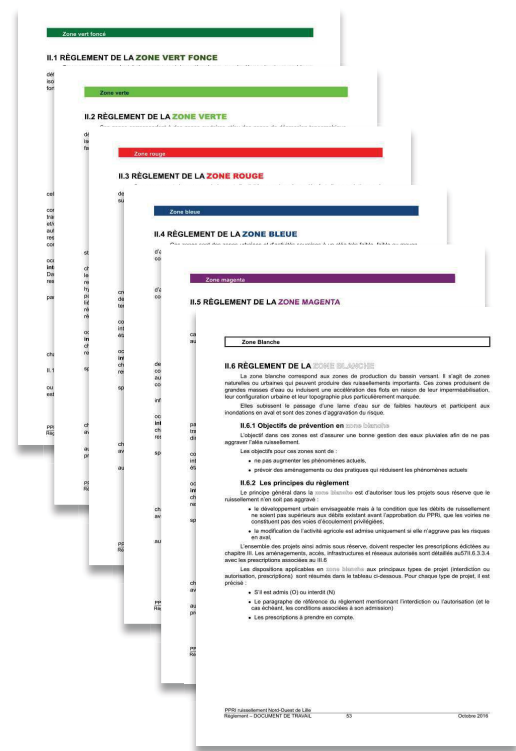 Zone vert foncé
II.1 RÈGLEMENT DE LA ZONE VERT FONCE
Zone verte
II.2 RÈGLEMENT DE LA ZONE VERTE
Zone rouge
II.3 RÈGLEMENT DE LA ZONE ROUGE
Zone bleue
II.4 RÈGLEMENT DE LA ZONE BLEUE
Zone magenta
II.5 RÈGLEMENT DE LA ZONE MAGENTA
Zone Blanche
II.6 RÈGLEMENT DE LA ZONE BLANCHE
La zone blanche correspond aux zones de production du bassin versant. Il s'agit de zones
naturelles ou urbaines qui peuvent produire des ruissellements importants. Ces zones produisent de
grandes masses d'eau ou induisent une accélération des flots en raison de leur imperméabilisation,
leur configuration urbaine et leur topographie plus particulièrement marquée.
Elles subissent le passage d'une lame d'eau sur de faibles hauteurs et participent aux
inondations en aval et sont des zones d'aggravation du risque.
II.6.1 Objectifs de prévention en zone blanche
L'objectif dans ces zones est d'assurer une bonne gestion des eaux pluviales afin de ne pas
aggraver l'aléa ruissellement.
Les objectifs pour ces zones sont de :
• ne pas augmenter les phénomènes actuels,
• prévoir des aménagements ou des pratiques qui réduisent les phénomènes actuels
II.6.2 Les principes du règlement
Le principe général dans la zone blanche est d'autoriser tous les projets sous réserve que le
ruissellement n'en soit pas aggravé :
• le développement urbain envisageable mais à la condition que les débits de ruissellement
ne soient pas supérieurs aux débits existant avant l'approbation du PPRI, que les voiries ne
constituent pas des voies d'écoulement privilégiées,
• la modification de l'activité agricole est admise uniquement si elle n'aggrave pas les risques
en aval,
L'ensemble des projets ainsi admis sous réserve, doivent respecter les prescriptions édictées au
chapitre III. Les aménagements, accès, infrastructures et réseaux autorisés sont détaillés au57II.6.3.3.4
avec les prescriptions associées au III.6
Les dispositions applicables en zone blanche aux principaux types de projet (interdiction ou
autorisation, prescriptions) sont résumés dans le tableau ci-dessous. Pour chaque type de projet, il est
précisé :
• S'il est admis (O) ou interdit (N)
• Le paragraphe de référence du règlement mentionnant l'interdiction ou l'autorisation (et le
cas échéant, les conditions associées à son admission)
• Les prescriptions à prendre en compte.
PPRI ruissellement Nord-Ouest de Lille
Règlement – DOCUMENT DE TRAVAIL 53 Octobre 2016